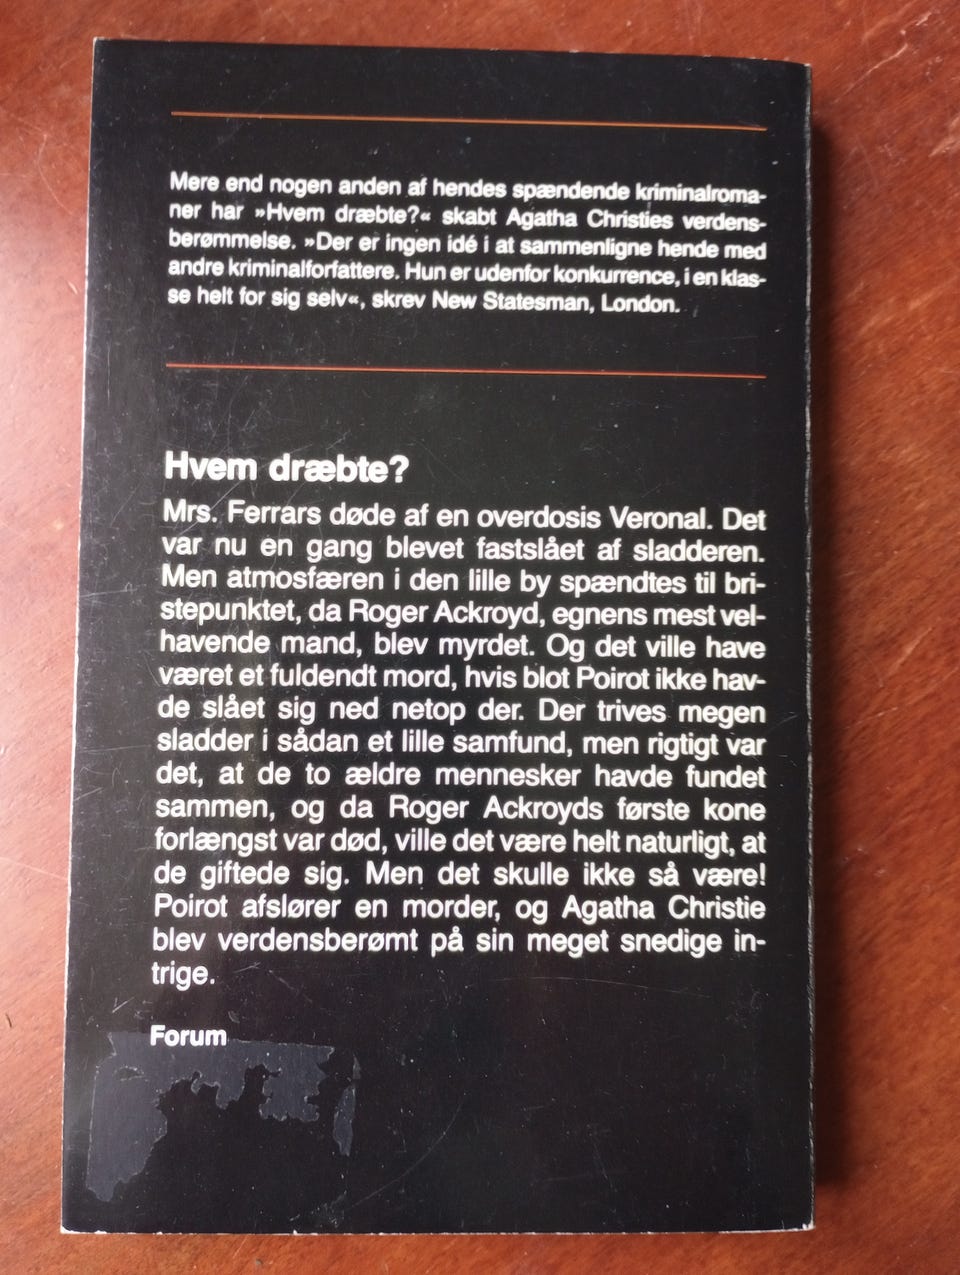 Mere end nogen anden af hendes spændende kriminalroma-
ner har »Hvem dræbte?« skabt Agatha Christies verdens-
berømmelse. »Der er ingen idé i at sammenligne hende med
andre kriminalforfattere. Hun er udenfor konkurrence, i en klas-
se helt for sig selv«, skrev New Statesman, London.
Hvem dræbte?
Mrs. Ferrars døde af en overdosis Veronal. Det
var nu en gang blevet fastslået af sladderen.
Men atmosfæren i den lille by spændtes til bri-
stepunktet, da Roger Ackroyd, egnens mest vel-
havende mand, blev myrdet. Og det ville have
været et fuldendt mord, hvis blot Poirot ikke hav-
de slået sig ned netop der. Der trives megen
sladder i sådan et lille samfund, men rigtigt var
det, at de to ældre mennesker havde fundet
sammen, og da Roger Ackroyds første kone
forlængst var død, ville det være helt naturligt, at
de giftede sig. Men det skulle ikke så være!
Poirot afslører en morder, og Agatha Christie
blev verdensberømt på sin meget snedige in-
trige.
Forum